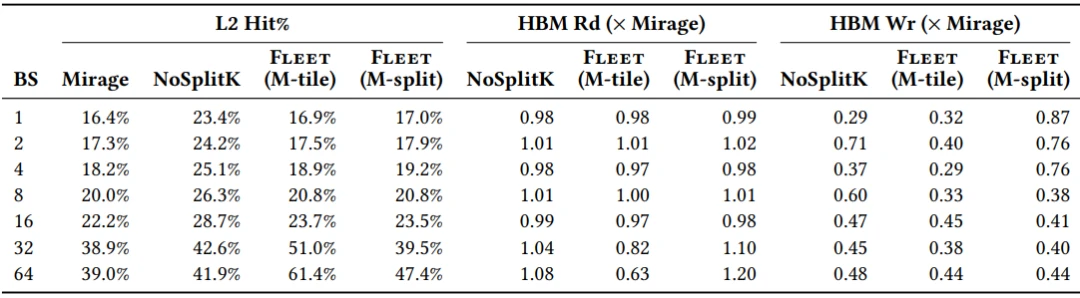 L2 Hit% HBM Rd (× Mirage) HBM Wr (× Mirage)
FLEET FLEET FLEET FLEET FLEET FLEET
BS Mirage NoSplitK (M-tile) (M-split) NoSplitK (M-tile) (M-split) NoSplitK (M-tile) (M-split)
1 16.4% 23.4% 16.9% 17.0% 0.98 0.98 0.99 0.29 0.32 0.87
2 17.3% 24.2% 17.5% 17.9% 1.01 1.01 1.02 0.71 0.40 0.76
4 18.2% 25.1% 18.9% 19.2% 0.98 0.97 0.98 0.37 0.29 0.76
8 20.0% 26.3% 20.8% 20.8% 1.01 1.00 1.01 0.60 0.33 0.38
16 22.2% 28.7% 23.7% 23.5% 0.99 0.97 0.98 0.47 0.45 0.41
32 38.9% 42.6% 51.0% 39.5% 1.04 0.82 1.10 0.45 0.38 0.40
64 39.0% 41.9% 61.4% 47.4% 1.08 0.63 1.20 0.48 0.44 0.44